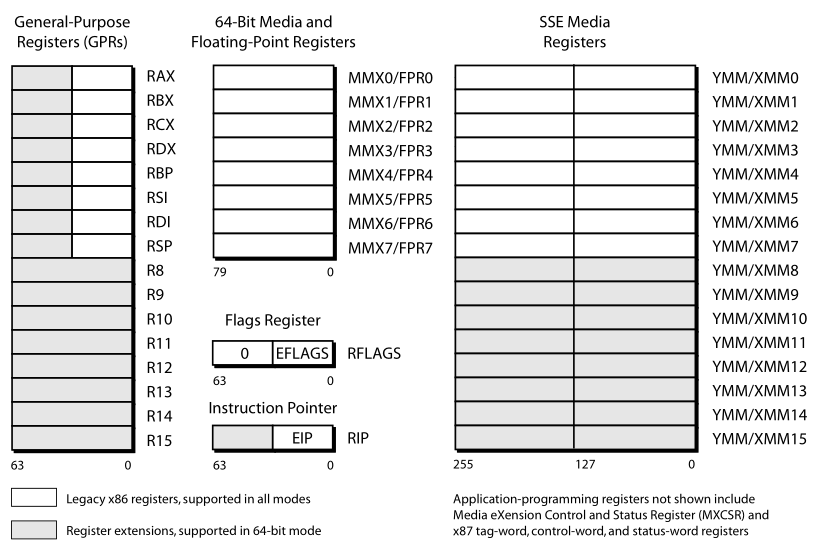 General-Purpose
Registers (GPRs)
RAX
RBX
RCX
RDX
RBP
RSI
RDI
RSP
R8
R9
R10
R11
R12
R13
R14
R15
63 0
Legacy x86 registers, supported in all modes
Register extensions, supported in 64-bit mode
64-Bit Media and
Floating-Point Registers
MMX0/FPR0
MMX1/FPR1
MMX2/FPR2
MMX3/FPR3
MMX4/FPR4
MMX5/FPR5
MMX6/FPR6
MMX7/FPR7
79 0
Flags Register
0 EFLAGS RFLAGS
63 0
Instruction Pointer
EIP RIP
63 0
SSE Media
Registers
YMM/XMM0
YMM/XMM1
YMM/XMM2
YMM/XMM3
YMM/XMM4
YMM/XMM5
YMM/XMM6
YMM/XMM7
YMM/XMM8
YMM/XMM9
YMM/XMM10
YMM/XMM11
YMM/XMM12
YMM/XMM13
YMM/XMM14
YMM/XMM15
255 127 0
Application-programming registers not shown include
Media eXension Control and Status Register (MXCSR) and
x87 tag-word, control-word, and status-word registers